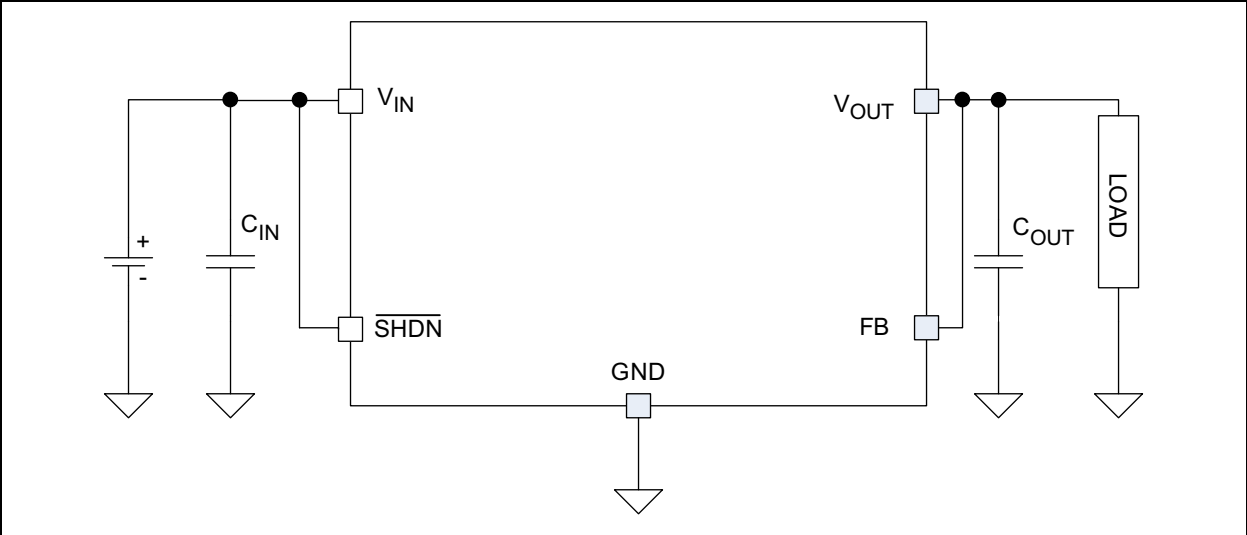 VIN
VOUT
+
-
CIN
COUT
LOAD
SHDN
FB
GND